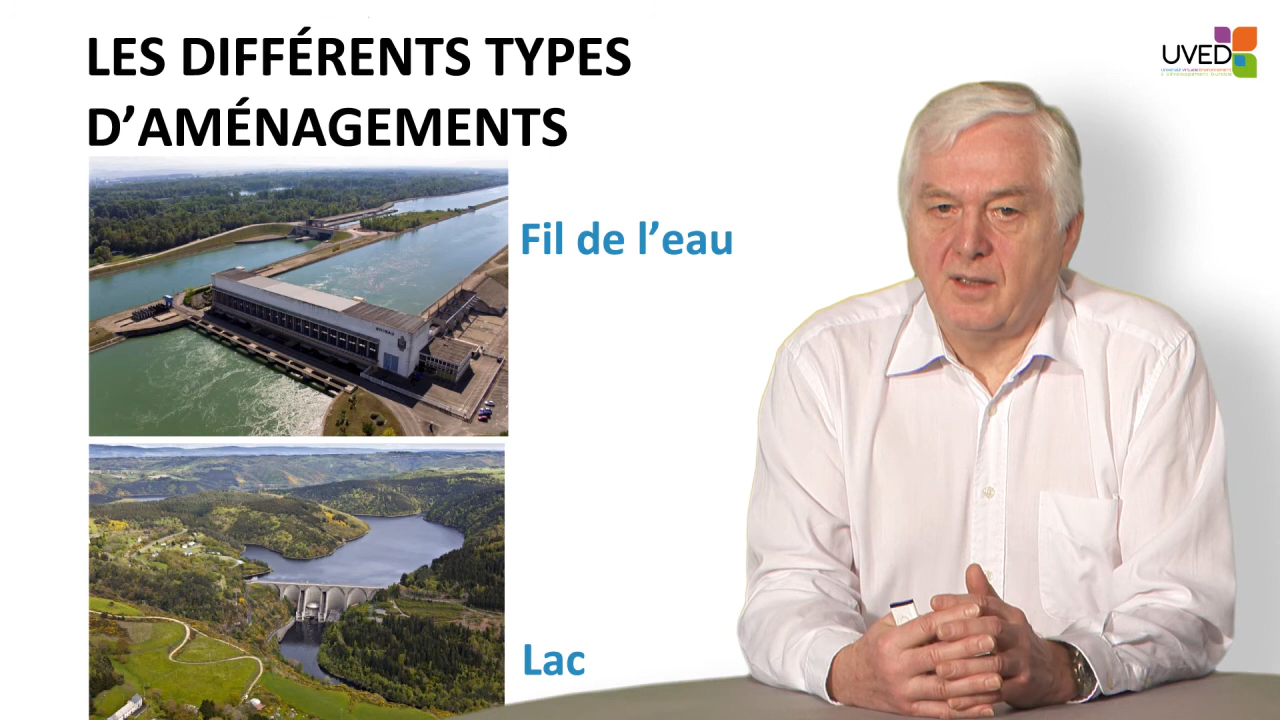 LES DIFFÉRENTS TYPES
D’AMÉNAGEMENTS
UVED
Fil de l’eau
Lac